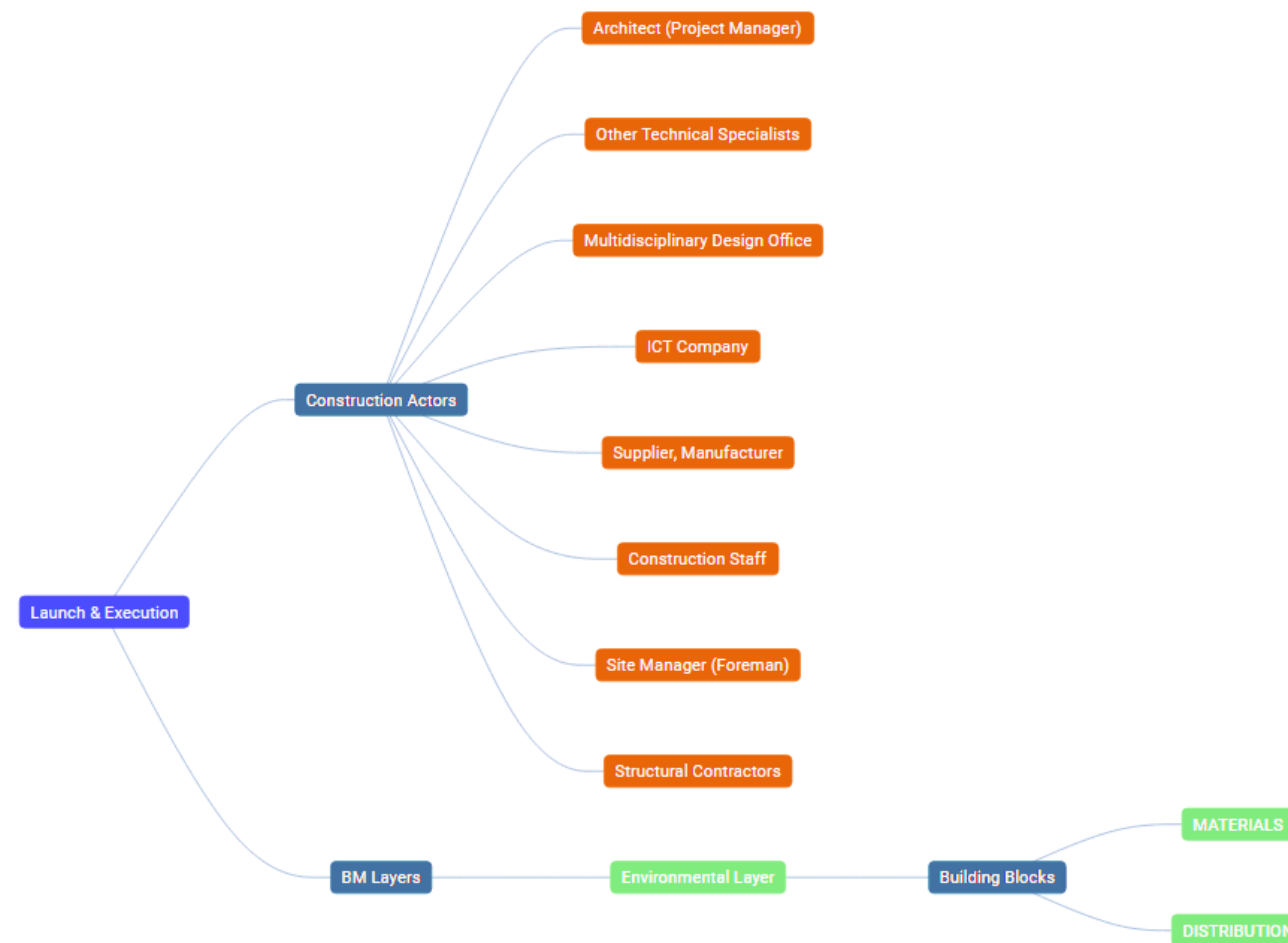 Architect (Project Manager)
Other Technical Specialists
Multidisciplinary Design Office
ICT Company
Construction Actors
Supplier, Manufacturer
Construction Staff
Launch & Execution
Site Manager (Foreman)
Structural Contractors
MATERIALS
BM Layers
Environmental Layer
Building Blocks
DISTRIBUTION